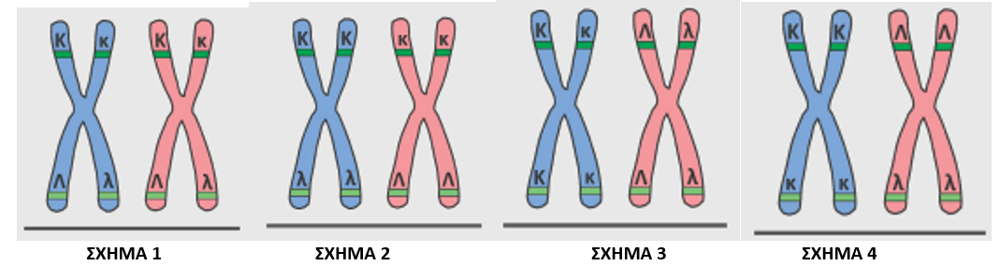 Κ κ Κ κ
Λ λ Λ λ
ΣΧΗΜΑ 1
Κ Κ κ κ
λ λ Λ Λ
ΣΧΗΜΑ 2
Κ κ Λ λ
Κ κ Λ λ
ΣΧΗΜΑ 3
Κ Κ Λ Λ
κ κ λ λ
ΣΧΗΜΑ 4